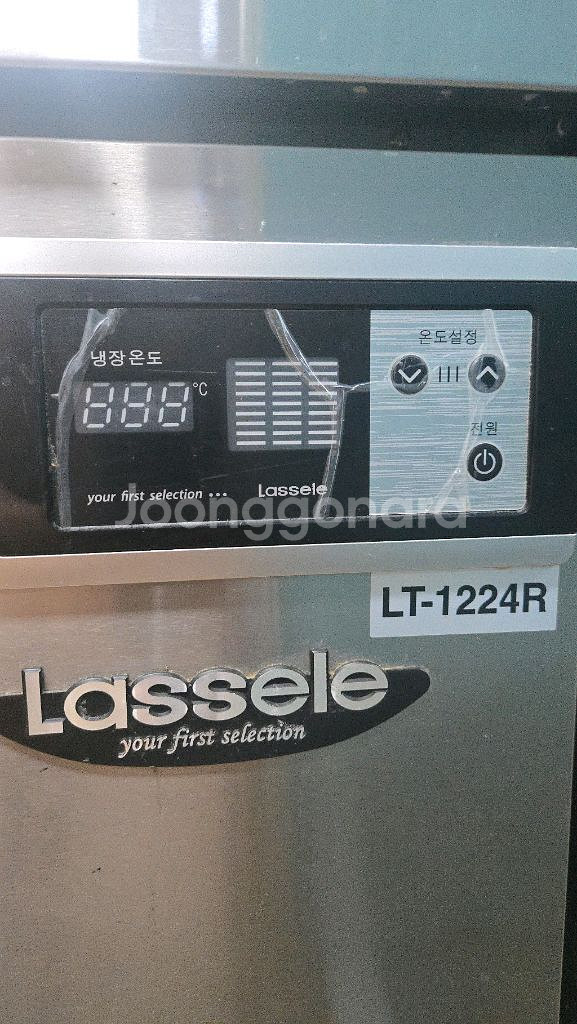 온도설정
냉장온도
888 °C
전원
your first selection ...
Lassele
Joonggonara
LT-1224R
Lassele
your first selection